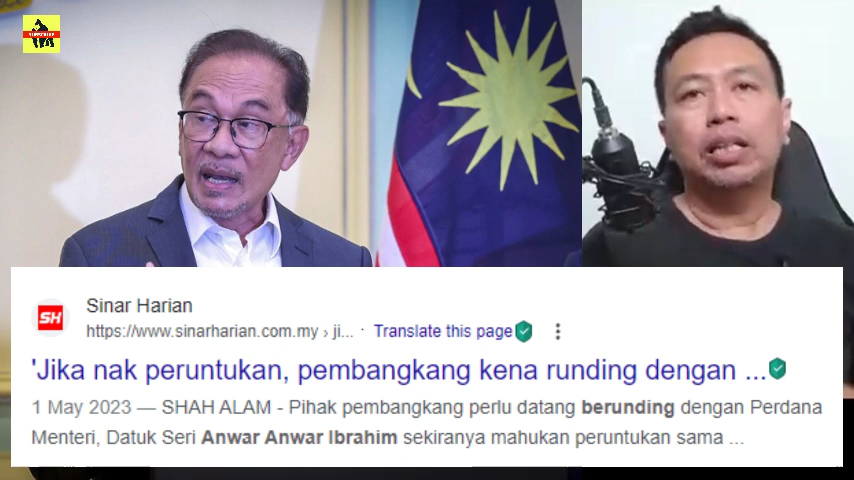 SH
Sinar Harian
https://www.sinarharian.com.my › ji... · Translate this page
'Jika nak peruntukan, pembangkang kena runding dengan ...
1 May 2023 — SHAH ALAM - Pihak pembangkang perlu datang berunding dengan Perdana
Menteri, Datuk Seri Anwar Anwar Ibrahim sekiranya mahukan peruntukan sama ...